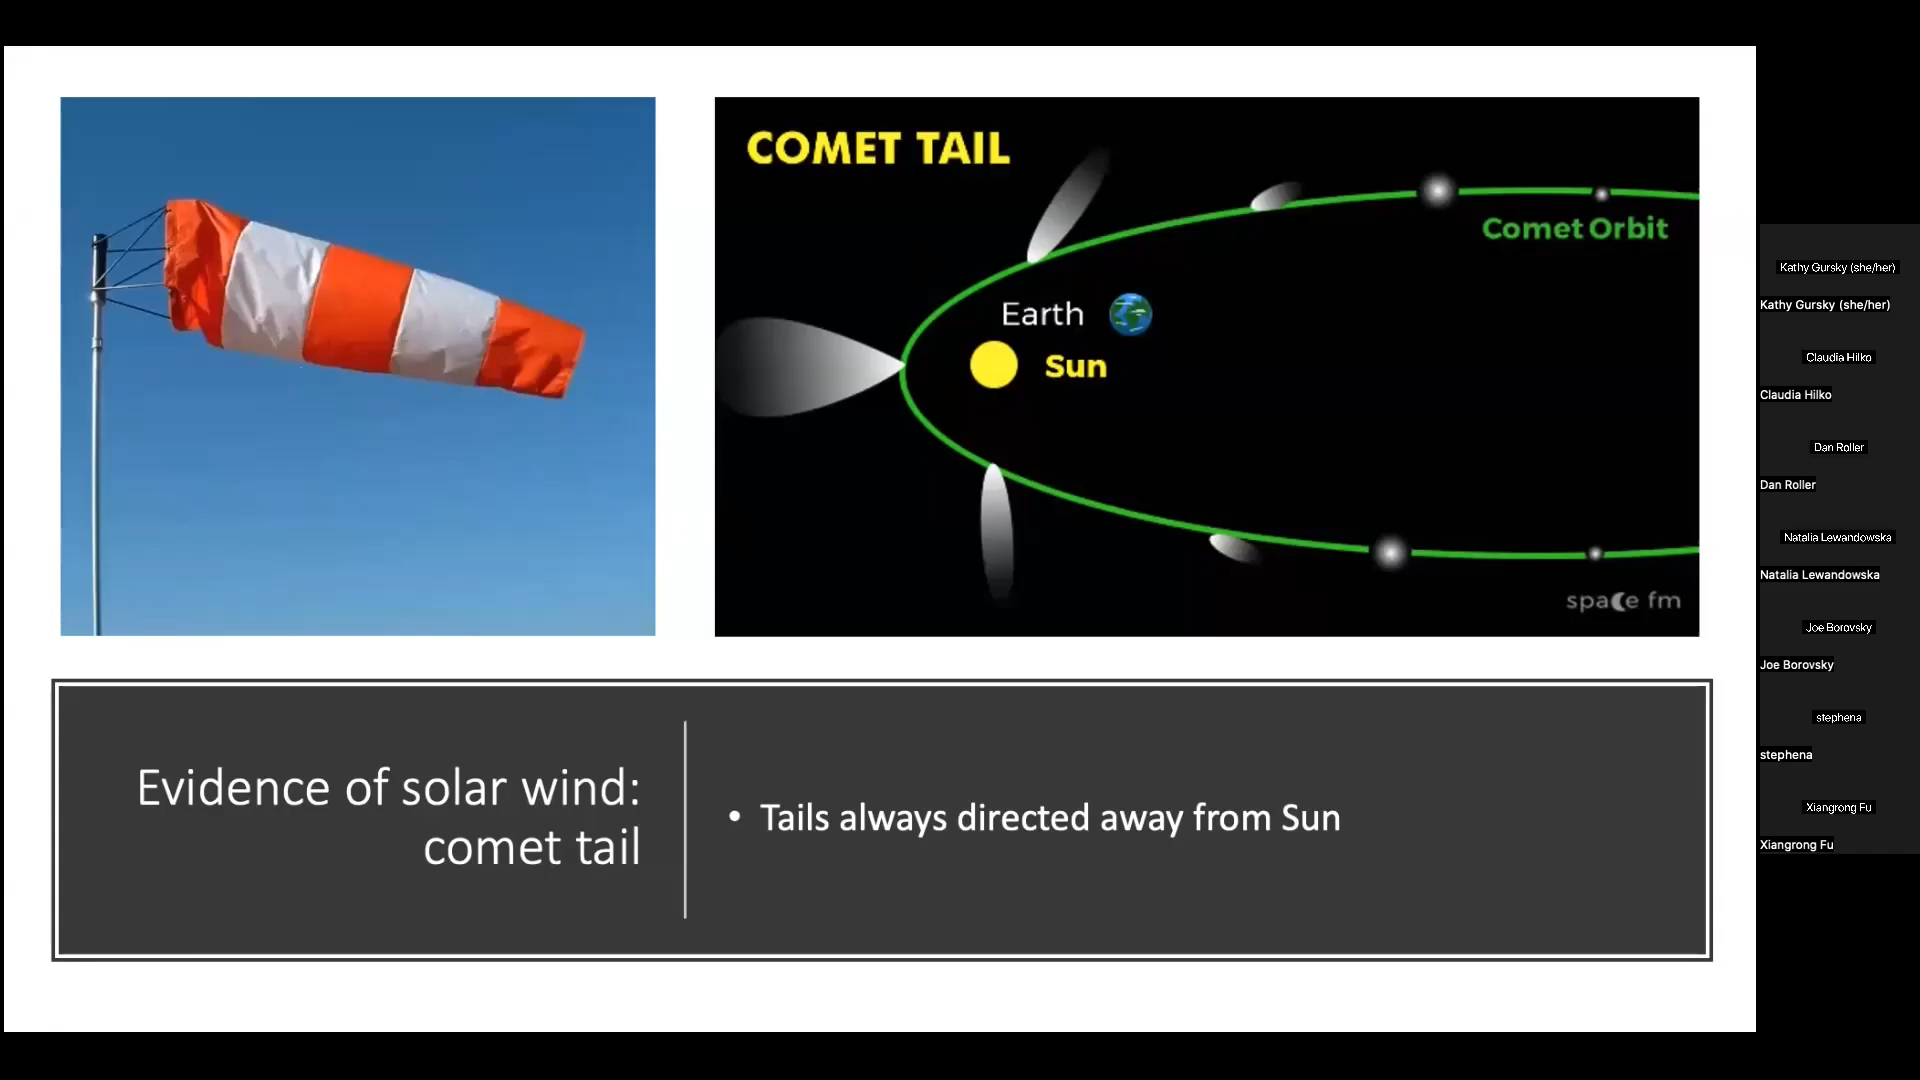 COMET TAIL
Comet Orbit
Earth
Sun
space fm
Evidence of solar wind:
comet tail
• Tails always directed away from Sun
Kathy Gursky (she/her)
Kathy Gursky (she/her)
Claudia Hilko
Claudia Hilko
Dan Roller
Dan Roller
Natalia Lewandowska
Natalia Lewandowska
Joe Borovsky
Joe Borovsky
stephena
stephena
Xiangrong Fu
Xiangrong Fu